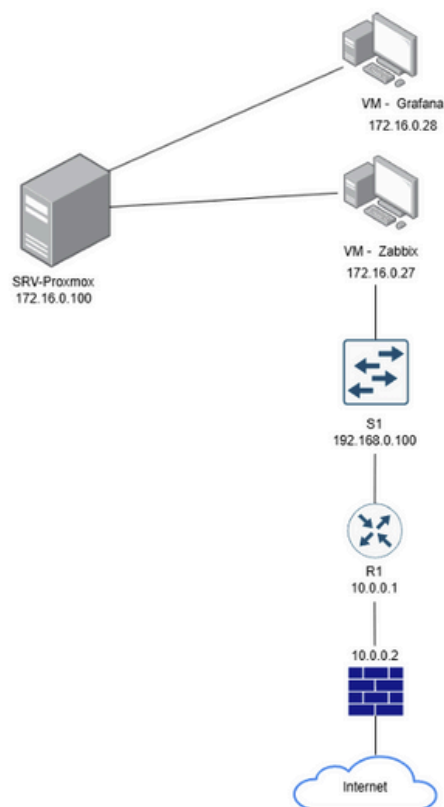 VM - Grafana
172.16.0.28
SRV-Proxmox
172.16.0.100
VM - Zabbix
172.16.0.27
S1
192.168.0.100
R1
10.0.0.1
10.0.0.2
Internet